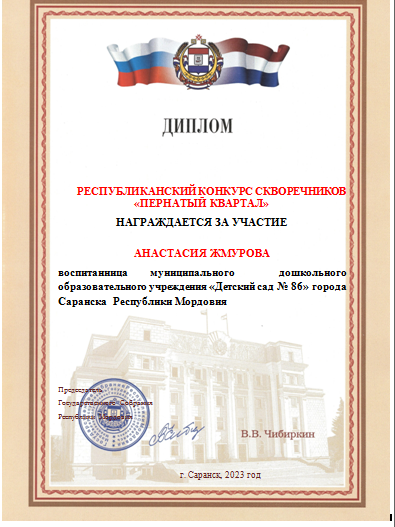 ДИПЛОМ
РЕСПУБЛИКАНСКИЙ КОНКУРС СКВОРЕЧНИКОВ
«ПЕРНАТЫЙ КВАРТАЛ»
НАГРАЖДАЕТСЯ ЗА УЧАСТИЕ
АНАСТАСИЯ ЖМУРОВА
воспитанница муниципального дошкольного
образовательного учреждения «Детский сад № 86» города
Саранска Республики Мордовия
Председатель
Государственного Собрания
Республики Мордовия
В.В. Чибиркин
г. Саранск, 2023 год